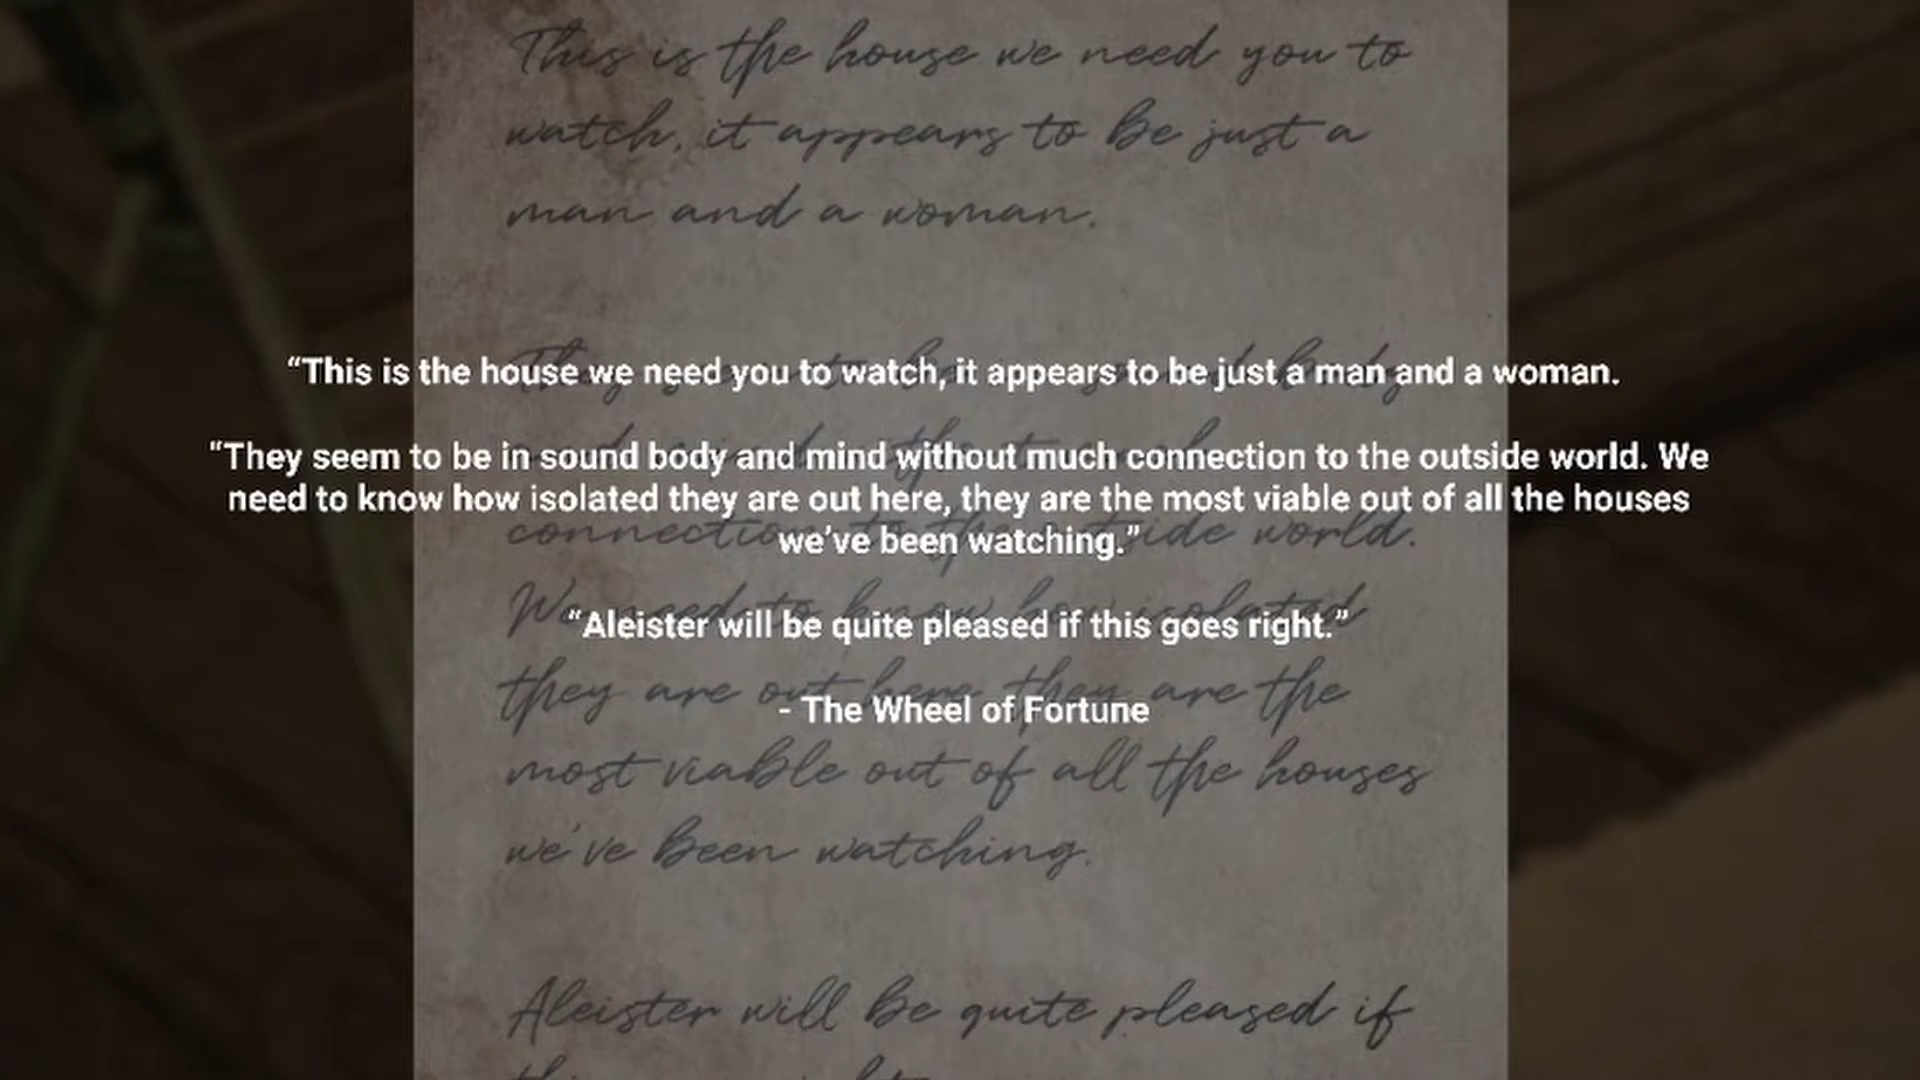 This is the house we need you to
watch, it appears to be just a
man and a woman.
“This is the house we need you to watch, it appears to be just a man and a woman.
“They seem to be in sound body and mind without much connection to the outside world. We
need to know how isolated they are out here, they are the most viable out of all the houses
we’ve been watching.”
connection to the outside world.
We need to know how isolated
“Aleister will be quite pleased if this goes right.”
they are out here, they are the
- The Wheel of Fortune
most viable out of all the houses
we've been watching.
Aleister will be quite pleased if